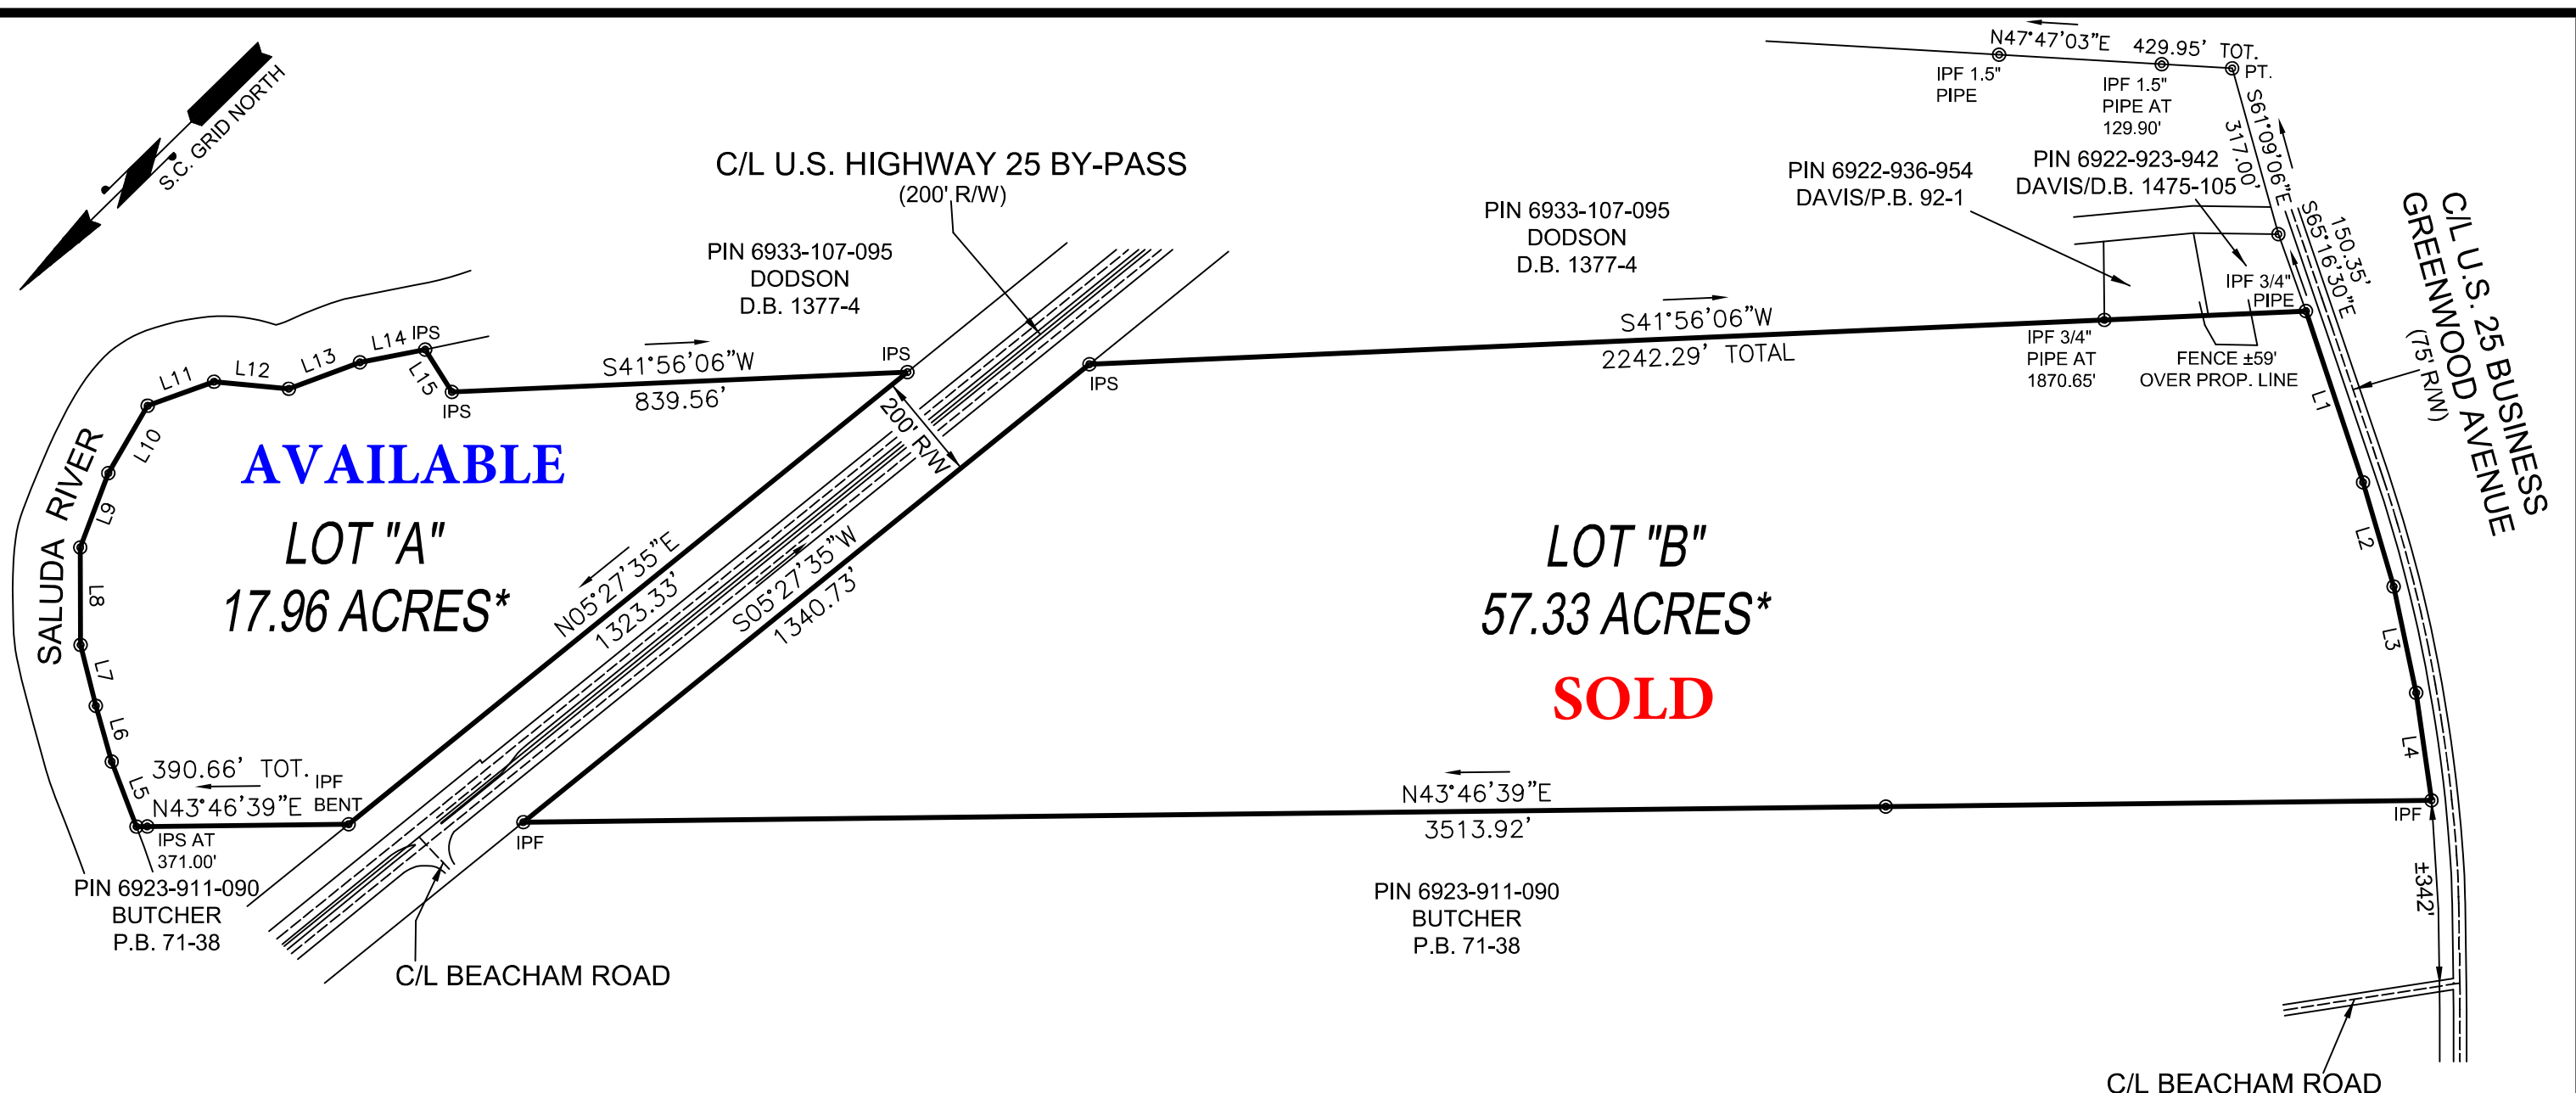 S.C. GRID NORTH
C/L U.S. HIGHWAY 25 BY-PASS
(200' R/W)
PIN 6933-107-095
DODSON
D.B. 1377-4
PIN 6933-107-095
DODSON
D.B. 1377-4
N47°47'03"E 429.95' TOT.
PT.
IPF 1.5"
PIPE
IPF 1.5"
PIPE AT
129.90'
S61°09'06"E
317.00'
PIN 6922-936-954
DAVIS/P.B. 92-1
PIN 6922-923-942
DAVIS/D.B. 1475-105
S65°16'30"E
150.35'
C/L U.S. 25 BUSINESS
GREENWOOD AVENUE
(75' R/W)
IPF 3/4"
PIPE
IPF 3/4"
PIPE AT
1870.65'
FENCE ±59'
OVER PROP. LINE
S41°56'06"W
2242.29' TOTAL
IPS
IPS
S41°56'06"W
839.56'
IPS
IPS
L15
L14
L13
L12
L11
L10
L9
L8
L7
L6
L5
SALUDA RIVER
AVAILABLE
LOT "A"
17.96 ACRES*
200' R/W
N05°27'35"E
1323.33'
S05°27'35"W
1340.73'
LOT "B"
57.33 ACRES*
SOLD
L1
L2
L3
L4
390.66' TOT.
N43°46'39"E
IPF
BENT
IPS AT
371.00'
PIN 6923-911-090
BUTCHER
P.B. 71-38
IPF
N43°46'39"E
3513.92'
IPF
±342'
PIN 6923-911-090
BUTCHER
P.B. 71-38
C/L BEACHAM ROAD
C/L BEACHAM ROAD